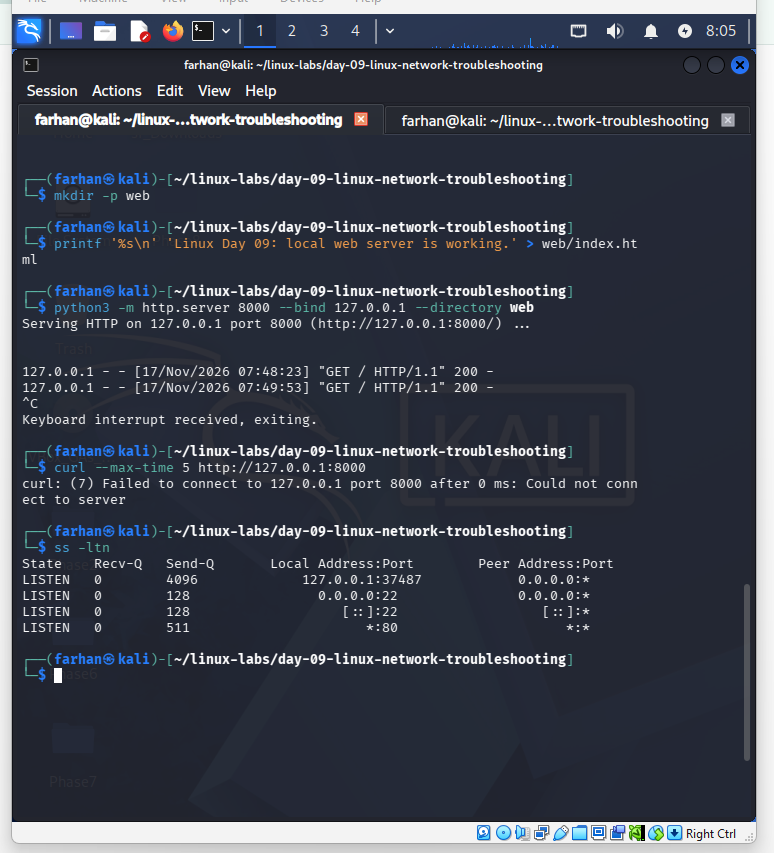 File Machine View Input Devices Help
1 2 3 4 8:05
farhan@kali: ~/linux-labs/day-09-linux-network-troubleshooting
Session Actions Edit View Help
farhan@kali: ~/linux-...twork-troubleshooting farhan@kali: ~/linux-...twork-troubleshooting
┌──(farhan㉿kali)-[~/linux-labs/day-09-linux-network-troubleshooting]
└─$ mkdir -p web
┌──(farhan㉿kali)-[~/linux-labs/day-09-linux-network-troubleshooting]
└─$ printf '%s\n' 'Linux Day 09: local web server is working.' > web/index.ht
ml
┌──(farhan㉿kali)-[~/linux-labs/day-09-linux-network-troubleshooting]
└─$ python3 -m http.server 8000 --bind 127.0.0.1 --directory web
Serving HTTP on 127.0.0.1 port 8000 (http://127.0.0.1:8000/) ...
Trash
127.0.0.1 - - [17/Nov/2026 07:48:23] "GET / HTTP/1.1" 200 -
127.0.0.1 - - [17/Nov/2026 07:49:53] "GET / HTTP/1.1" 200 -
^C
Keyboard interrupt received, exiting.
KALI
┌──(farhan㉿kali)-[~/linux-labs/day-09-linux-network-troubleshooting]
└─$ curl --max-time 5 http://127.0.0.1:8000
curl: (7) Failed to connect to 127.0.0.1 port 8000 after 0 ms: Could not conn
ect to server
┌──(farhan㉿kali)-[~/linux-labs/day-09-linux-network-troubleshooting]
└─$ ss -ltn
State Recv-Q Send-Q Local Address:Port Peer Address:Port
LISTEN 0 4096 127.0.0.1:37487 0.0.0.0:*
LISTEN 0 128 0.0.0.0:22 0.0.0.0:*
LISTEN 0 128 [::]:22 [::]:*
LISTEN 0 511 *:80 *:*
┌──(farhan㉿kali)-[~/linux-labs/day-09-linux-network-troubleshooting]
└─$
Phase6
Phase7
Right Ctrl